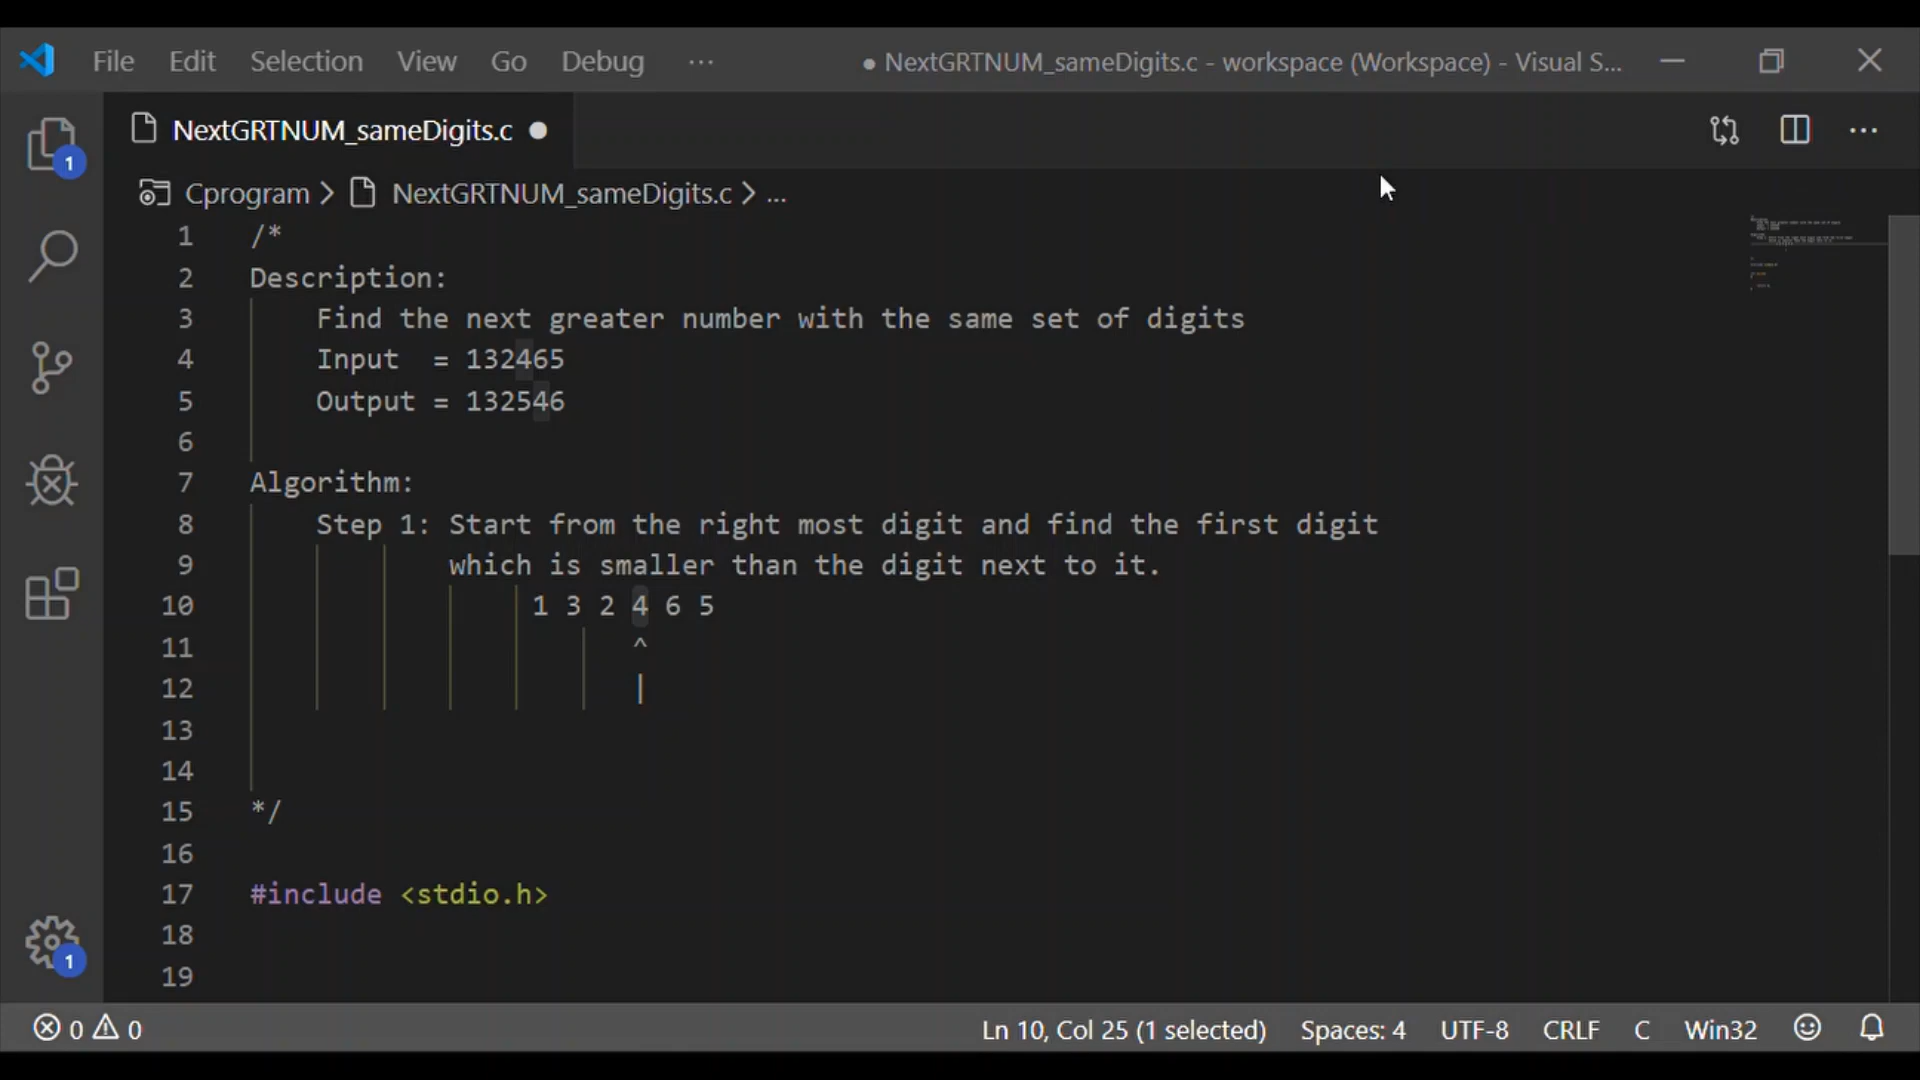 File Edit Selection View Go Debug ··· ● NextGRTNUM_sameDigits.c - workspace (Workspace) - Visual S...
NextGRTNUM_sameDigits.c ●
Cprogram > NextGRTNUM_sameDigits.c > ...
1 /*
2 Description:
3 Find the next greater number with the same set of digits
4 Input = 132465
5 Output = 132546
6
7 Algorithm:
8 Step 1: Start from the right most digit and find the first digit
9 which is smaller than the digit next to it.
10 1 3 2 4 6 5
11 ^
12 |
13
14
15 */
16
17 #include <stdio.h>
18
19
1
1
0 0 Ln 10, Col 25 (1 selected) Spaces: 4 UTF-8 CRLF C Win32